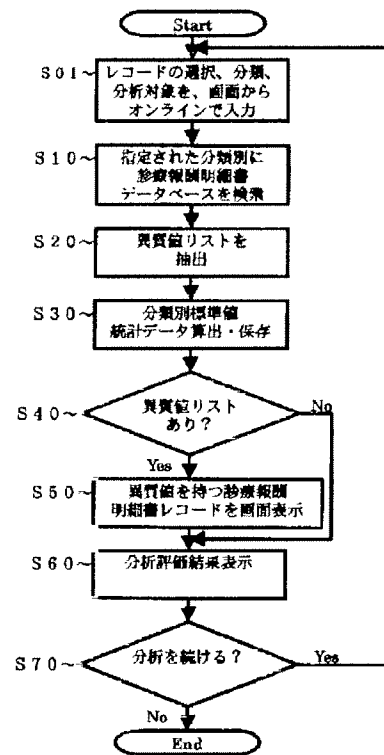 Start
S01~
レコードの選択、分類、
分析対象を、画面から
オンラインで入力
S10~
指定された分類別に
診療報酬明細書
データベースを検索
S20~
異質値リストを
抽出
S30~
分類別標準値
統計データ算出・保存
S40~
異質値リスト
あり?
No
Yes
S50~
異質値を持つ診療報酬
明細書レコードを画面表示
S60~
分析評価結果表示
S70~
分析を続ける?
Yes
No
End